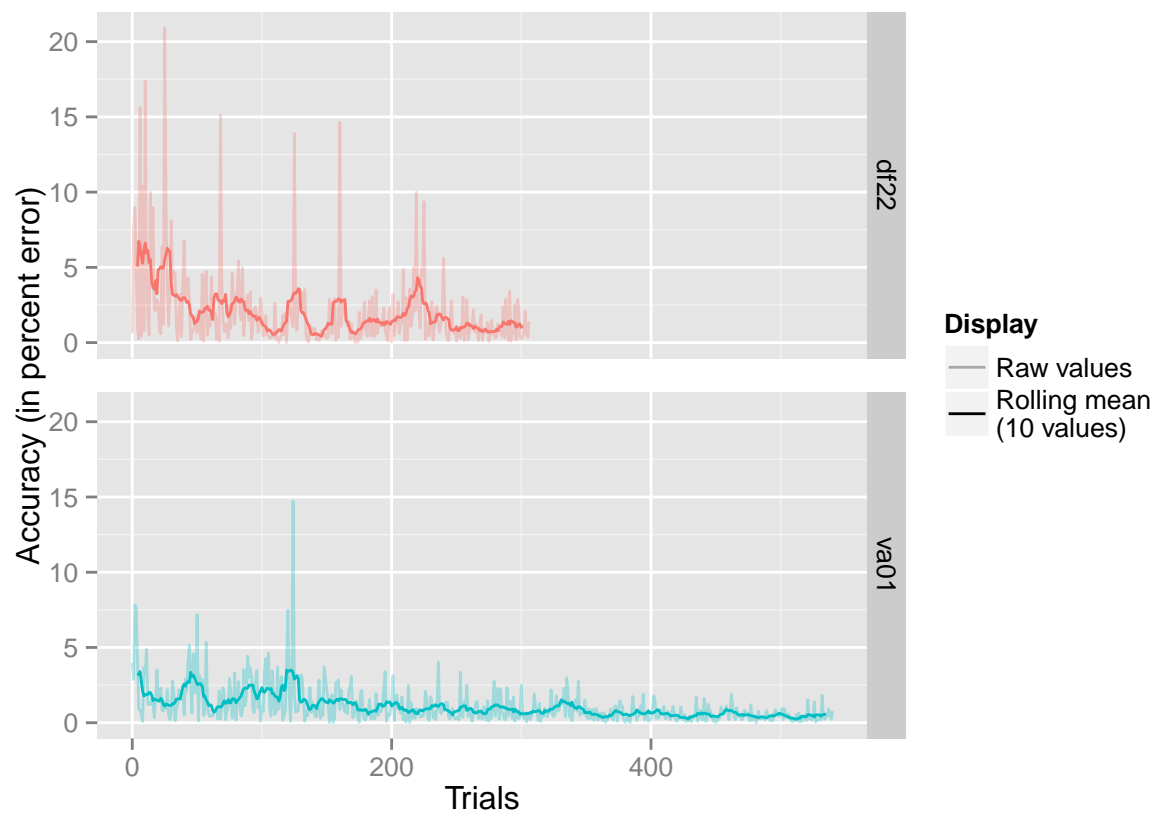 Accuracy (in percent error)
20
15
10
5
0
df22
20
15
10
5
0
va01
0
200
400
Trials
Display
Raw values
Rolling mean
(10 values)